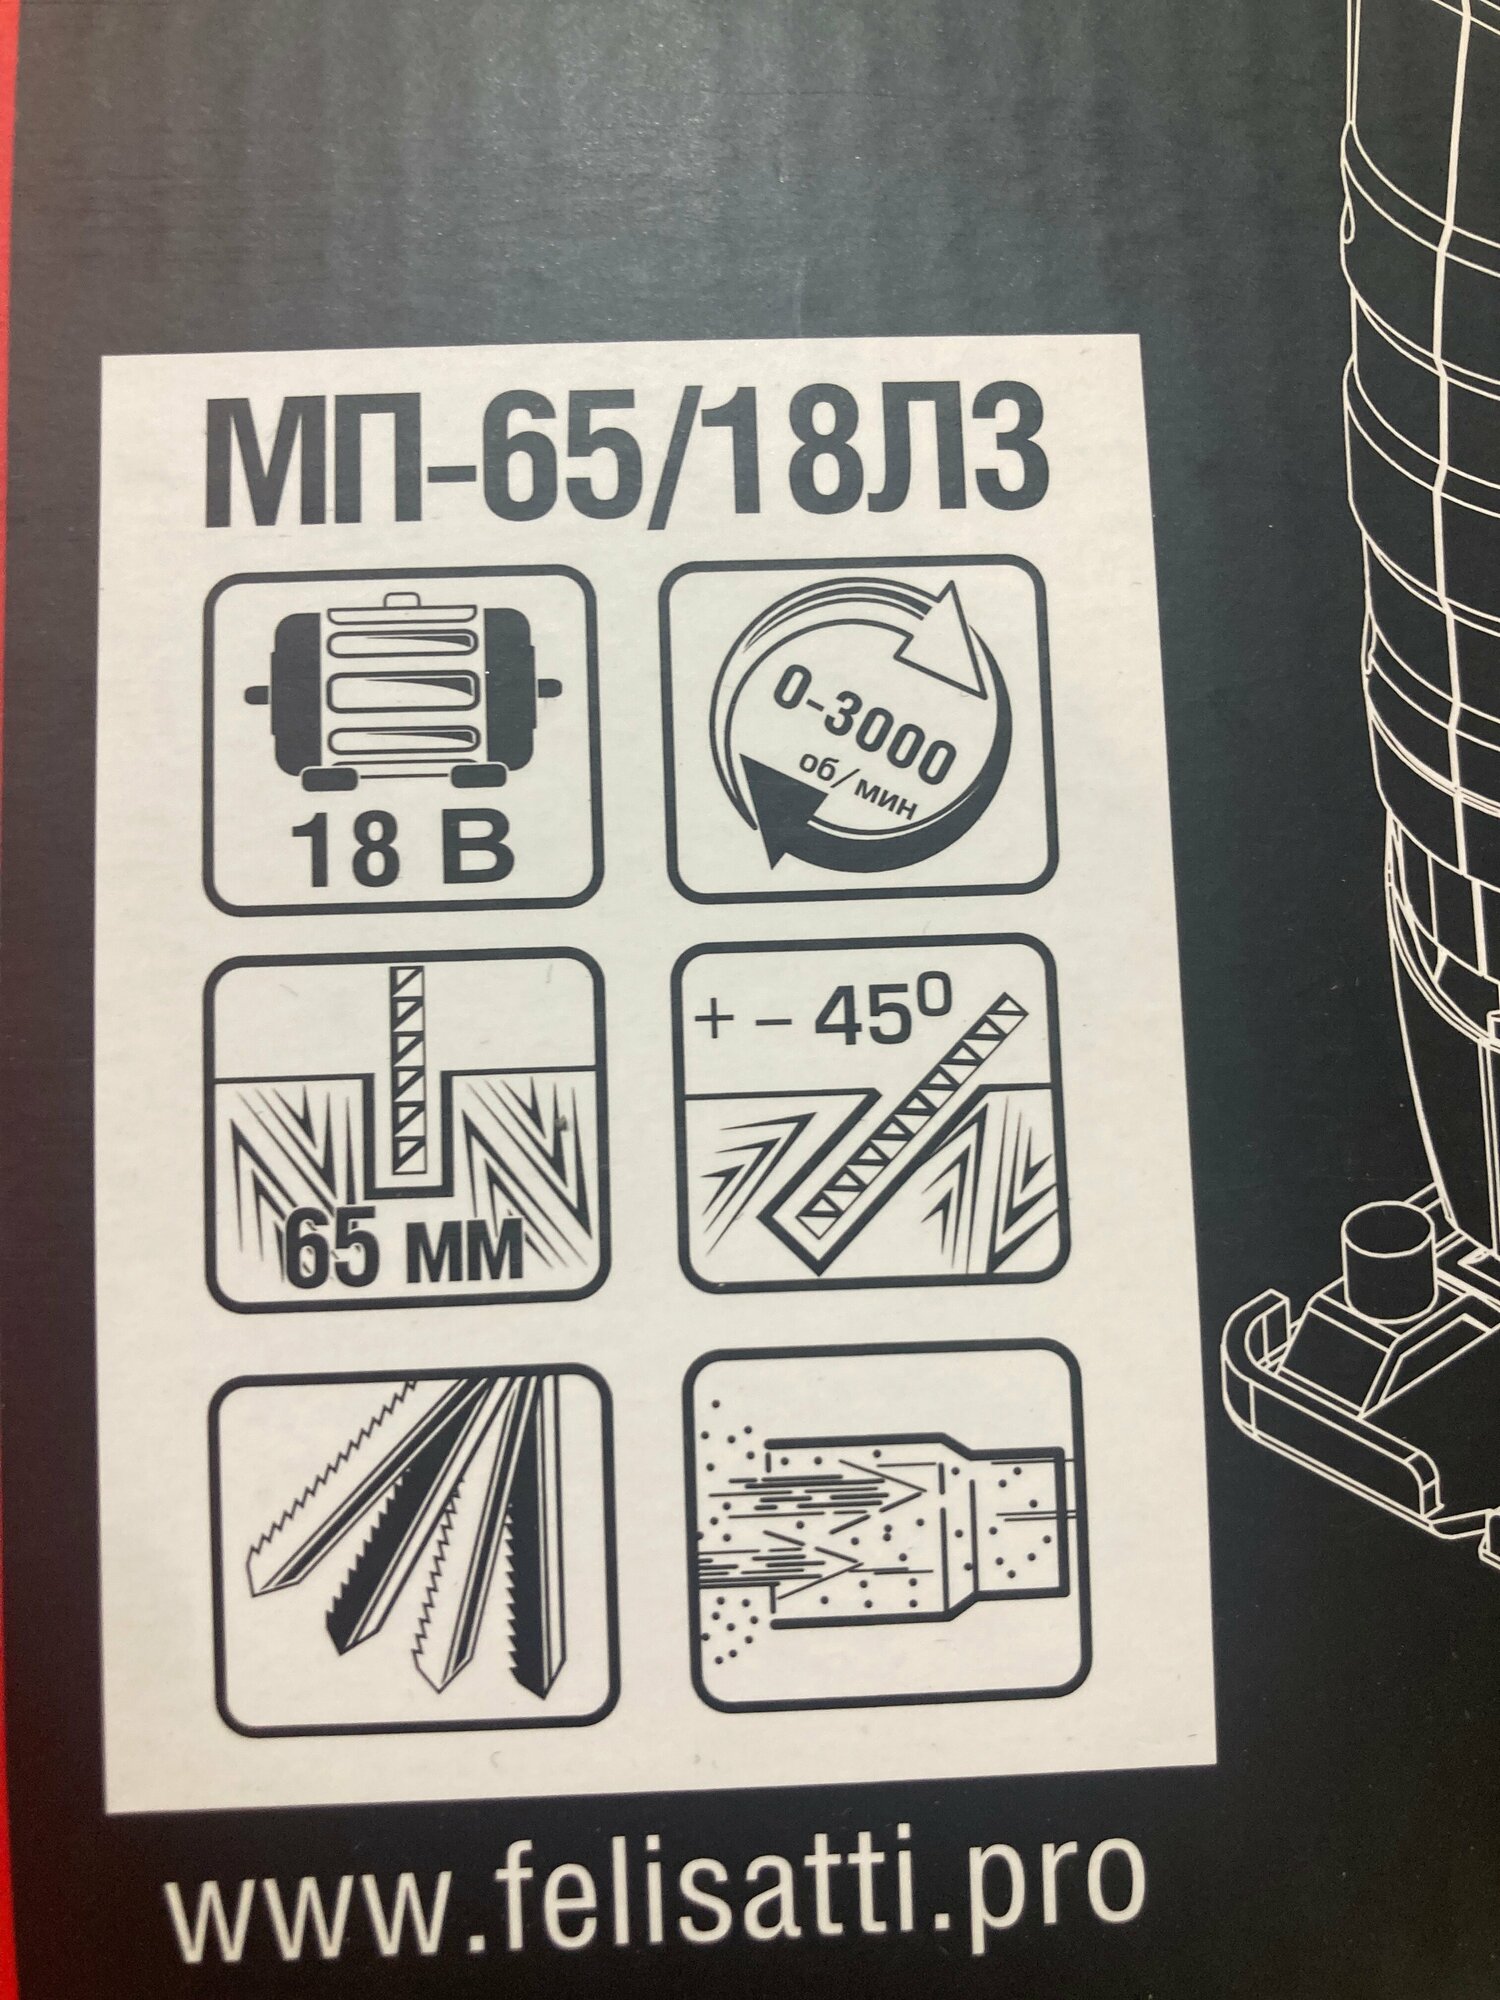 МП-65/18ЛЗ
18 В
0-3000
об/мин
65 мм
+ - 45⁰
www.felisatti.pro